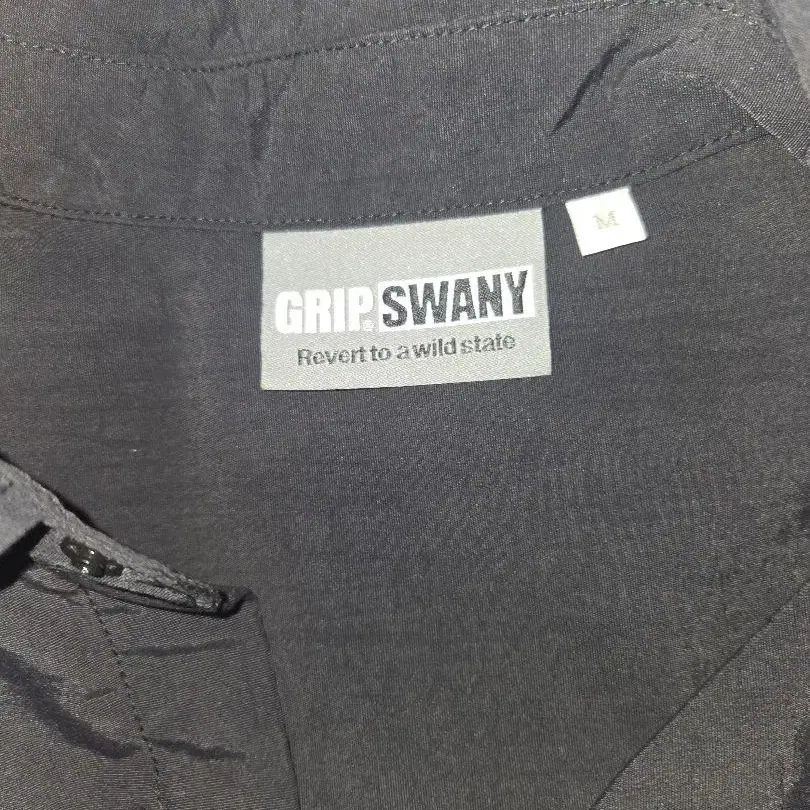 GRIP SWANY
Revert to a wild state
M